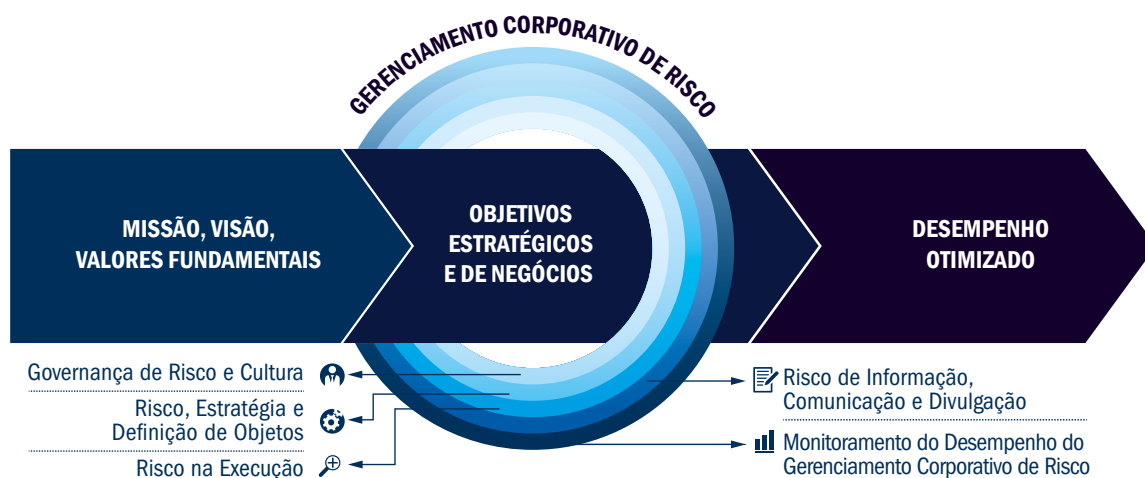 GERENCIAMENTO CORPORATIVO DE RISCO
MISSÃO, VISÃO,
VALORES FUNDAMENTAIS
OBJETIVOS
ESTRATÉGICOS
E DE NEGÓCIOS
DESEMPENHO
OTIMIZADO
Governança de Risco e Cultura
Risco, Estratégia e
Definição de Objetos
Risco na Execução
Risco de Informação,
Comunicação e Divulgação
Monitoramento do Desempenho do
Gerenciamento Corporativo de Risco